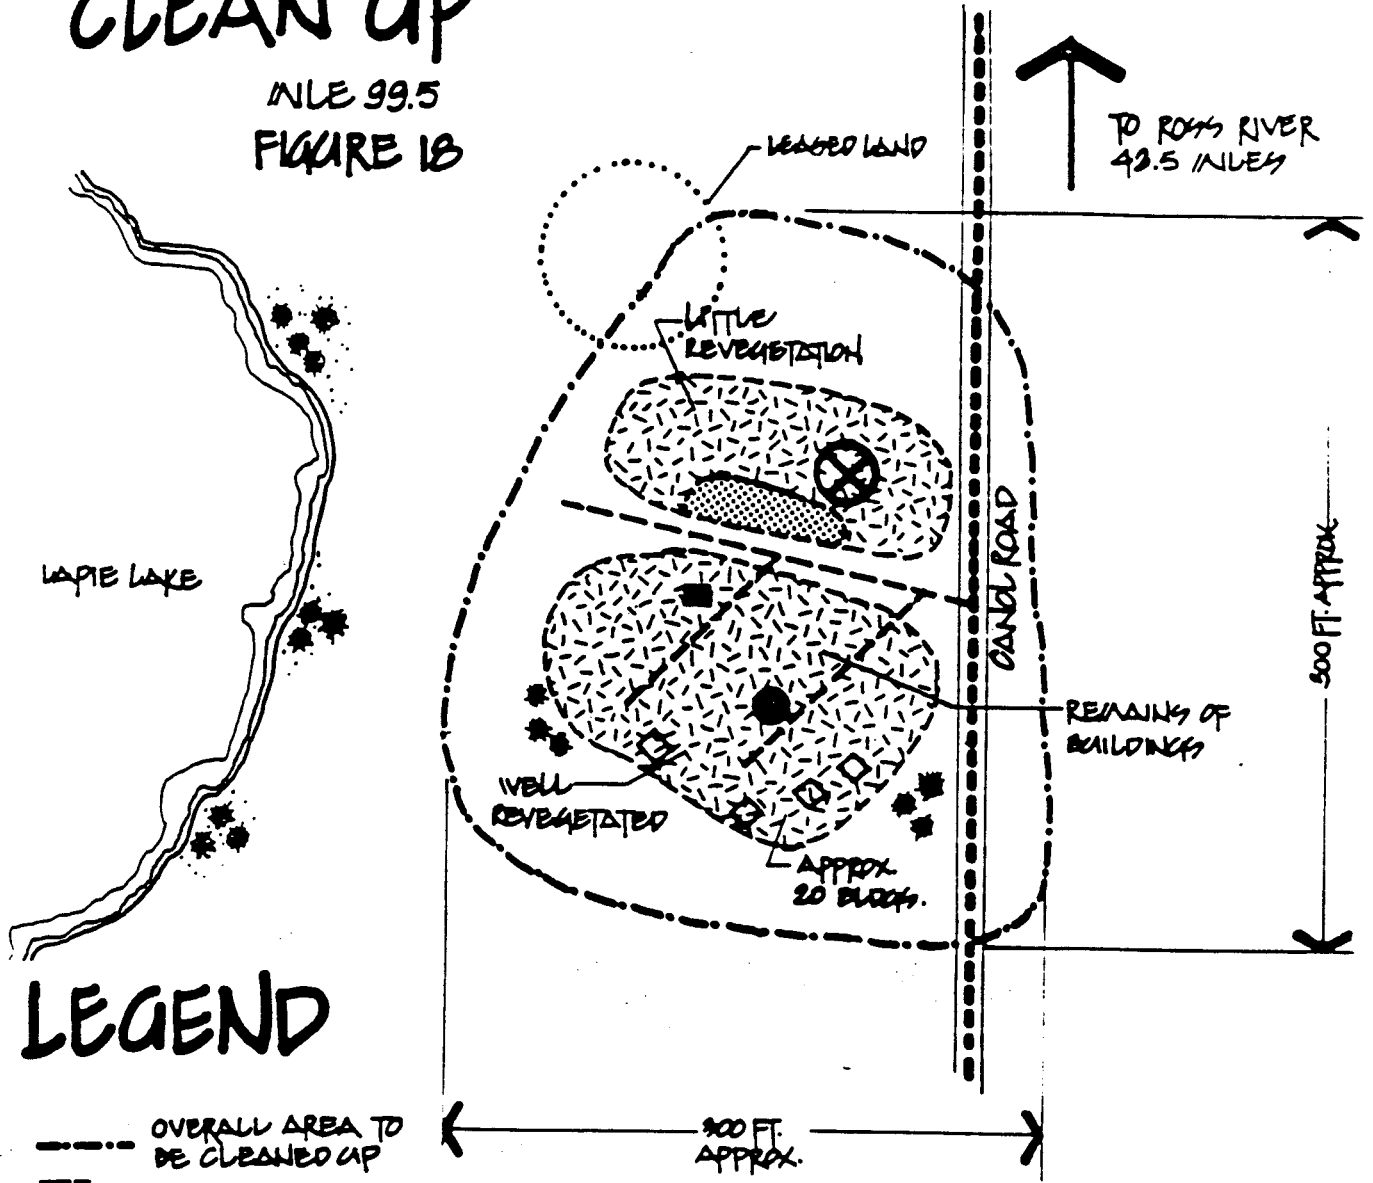 CLEAN UP
MILE 99.5
FIGURE 18
LEASED LAND
TO ROSS RIVER
42.5 MILES
LITTLE
REVEGETATION
LAPIE LAKE
CANOL ROAD
500 FT. APPROX.
REMAINS OF
BUILDINGS
WELL
REVEGETATED
APPROX.
20 BLDGS.
LEGEND
OVERALL AREA TO
BE CLEANED UP
FT.
APPROX.